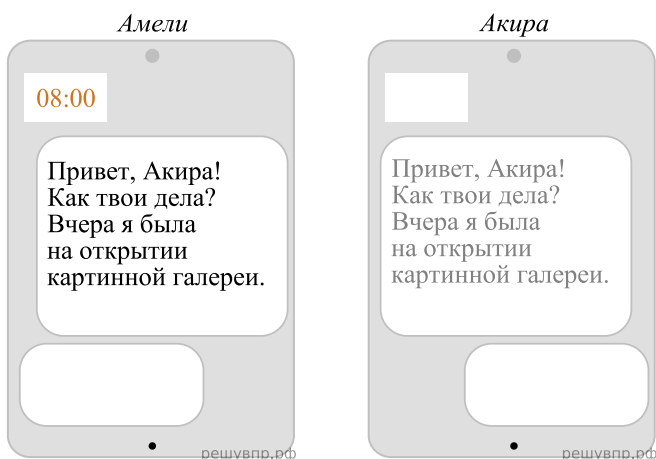 Амели
08:00
Привет, Акира!
Как твои дела?
Вчера я была
на открытии
картинной галереи.
решувпр.рф
Акира
Привет, Акира!
Как твои дела?
Вчера я была
на открытии
картинной галереи.
решувпр.рф